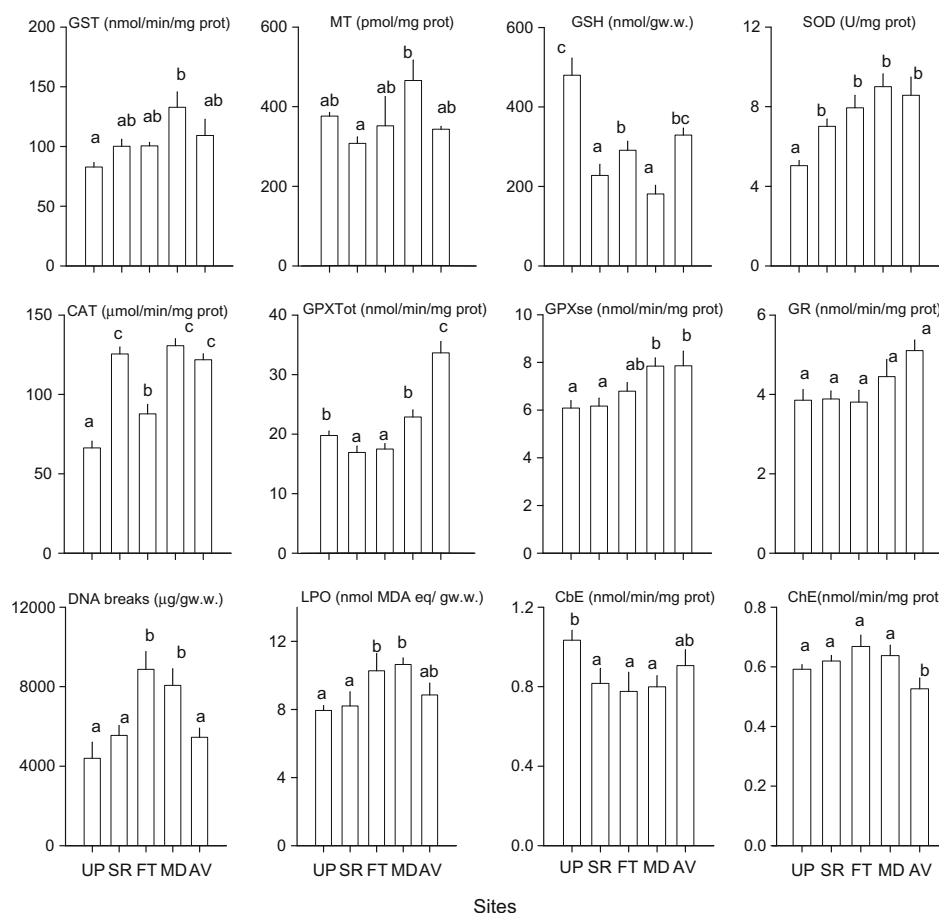 GST (nmol/min/mg prot)
200
150
100
50
0
a
ab
ab
b
ab
MT (pmol/mg prot)
600
400
200
0
ab
a
ab
b
ab
GSH (nmol/gw.w.)
600
400
200
0
c
a
b
a
bc
SOD (U/mg prot)
12
8
4
0
a
b
b
b
b
CAT (μmol/min/mg prot)
150
100
50
0
a
c
b
c
c
GPXTot (nmol/min/mg prot)
40
30
20
10
0
b
a
a
b
c
GPXse (nmol/min/mg prot)
10
8
6
4
2
0
a
a
ab
b
b
GR (nmol/min/mg prot)
6
4
2
0
a
a
a
a
a
DNA breaks (μg/gw.w.)
12000
8000
4000
0
a
a
b
b
a
UP SR FT MD AV
LPO (nmol MDA eq/ gw.w.)
12
8
4
0
a
a
b
b
ab
UP SR FT MD AV
CbE (nmol/min/mg prot)
1.2
0.8
0.4
0.0
b
a
a
a
ab
UP SR FT MD AV
ChE(nmol/min/mg prot
0.8
0.6
0.4
0.2
0.0
a
a
a
a
b
UP SR FT MD AV
Sites